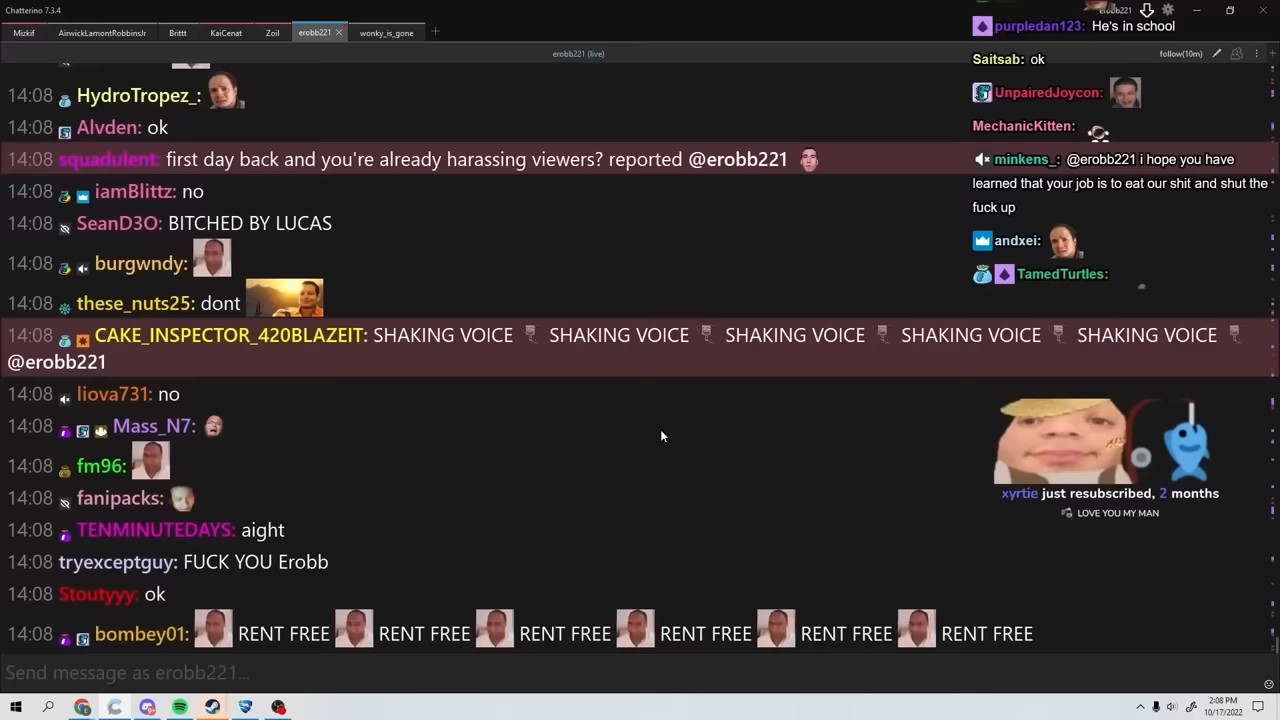 Chatterino 7.3.4
Mizkif
AirwickLamontRobbinsJr
Brittt
KaiCenat
Zoil
erobb221
wonky_is_gone
erobb221
erobb221 (live)
follow(10m)
14:08 HydroTropez_:
14:08 Alvden: ok
14:08 squadulent: first day back and you're already harassing viewers? reported @erobb221
14:08 iamBlittz: no
14:08 SeanD3O: BITCHED BY LUCAS
14:08 burgwndy:
14:08 these_nuts25: dont
14:08 CAKE_INSPECTOR_420BLAZEIT: SHAKING VOICE SHAKING VOICE SHAKING VOICE SHAKING VOICE SHAKING VOICE
@erobb221
14:08 liova731: no
14:08 Mass_N7:
14:08 fm96:
14:08 fanipacks:
14:08 TENMINUTEDAYS: aight
14:08 tryexceptguy: FUCK YOU Erobb
14:08 Stoutyyy: ok
14:08 bombey01: RENT FREE RENT FREE RENT FREE RENT FREE RENT FREE RENT FREE
Send message as erobb221...
purpledan123: He's in school
Saitsab: ok
UnpairedJoycon:
MechanicKitten:
minkens_: @erobb221 i hope you have
learned that your job is to eat our shit and shut the
fuck up
andxei:
TamedTurtles:
xyrtie just resubscribed, 2 months
LOVE YOU MY MAN
2:08 PM
10/17/2022